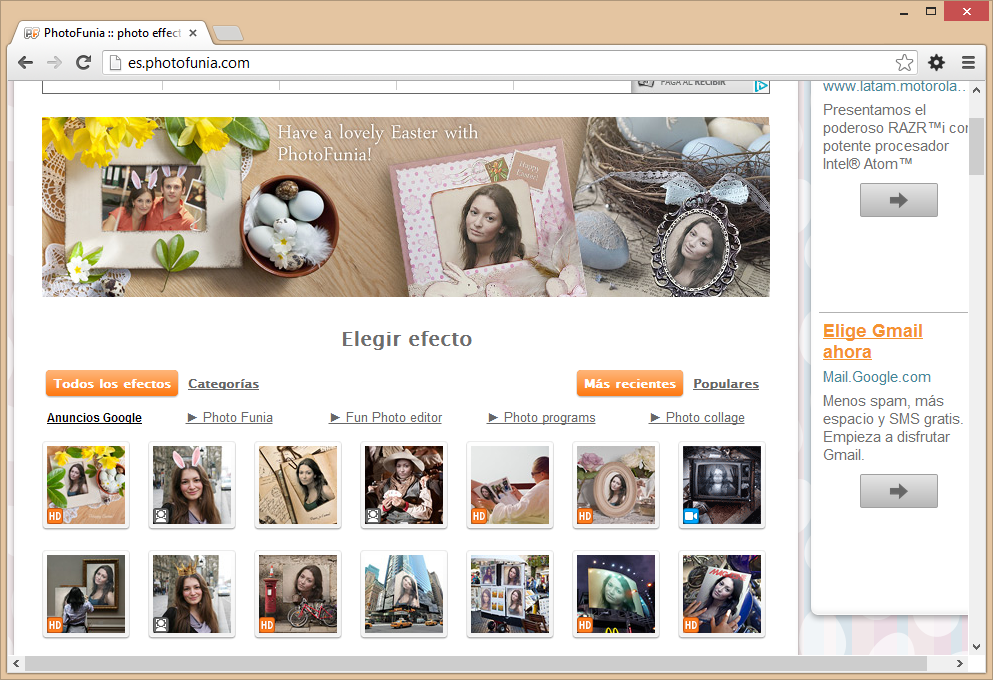 PhotoFunia :: photo effect
es.photofunia.com
PAGA AL RECIBIR
www.latam.motorola...
Presentamos el
poderoso RAZR™i con
potente procesador
Intel® Atom™
Have a lovely Easter with
PhotoFunia!
Happy
Easter!
Elegir efecto
Elige Gmail
ahora
Mail.Google.com
Menos spam, más
espacio y SMS gratis.
Empieza a disfrutar
Gmail.
Todos los efectos Categorías Más recientes Populares
Anuncios Google ► Photo Funia ► Fun Photo editor ► Photo programs ► Photo collage
HD HD HD
HD HD HD HD HD